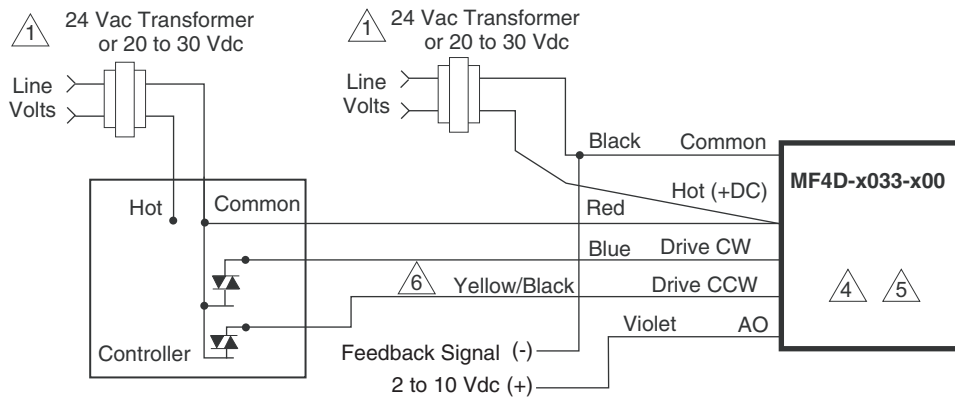 1
24 Vac Transformer
or 20 to 30 Vdc
Line
Volts
1
24 Vac Transformer
or 20 to 30 Vdc
Line
Volts
Black
Common
MF4D-x033-x00
Hot (+DC)
Hot
Common
Red
Blue
Drive CW
6
Yellow/Black
Drive CCW
4
5
Violet
AO
Controller
Feedback Signal (-)
2 to 10 Vdc (+)